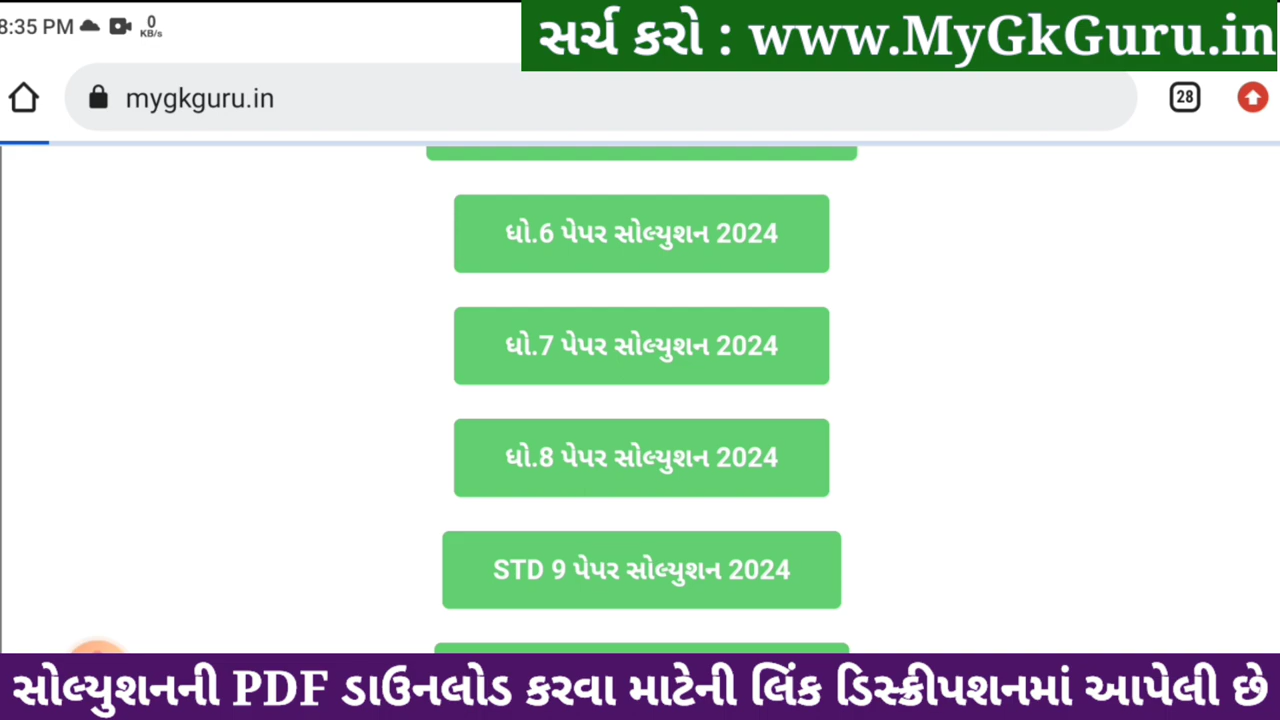 8:35 PM 0 KB/s
સર્ચ કરો : www.MyGkGuru.in
mygkguru.in 28
ધો.6 પેપર સોલ્યુશન 2024
ધો.7 પેપર સોલ્યુશન 2024
ધો.8 પેપર સોલ્યુશન 2024
STD 9 પેપર સોલ્યુશન 2024
સોલ્યુશનની PDF ડાઉનલોડ કરવા માટેની લિંક ડિસ્ક્રીપશનમાં આપેલી છે